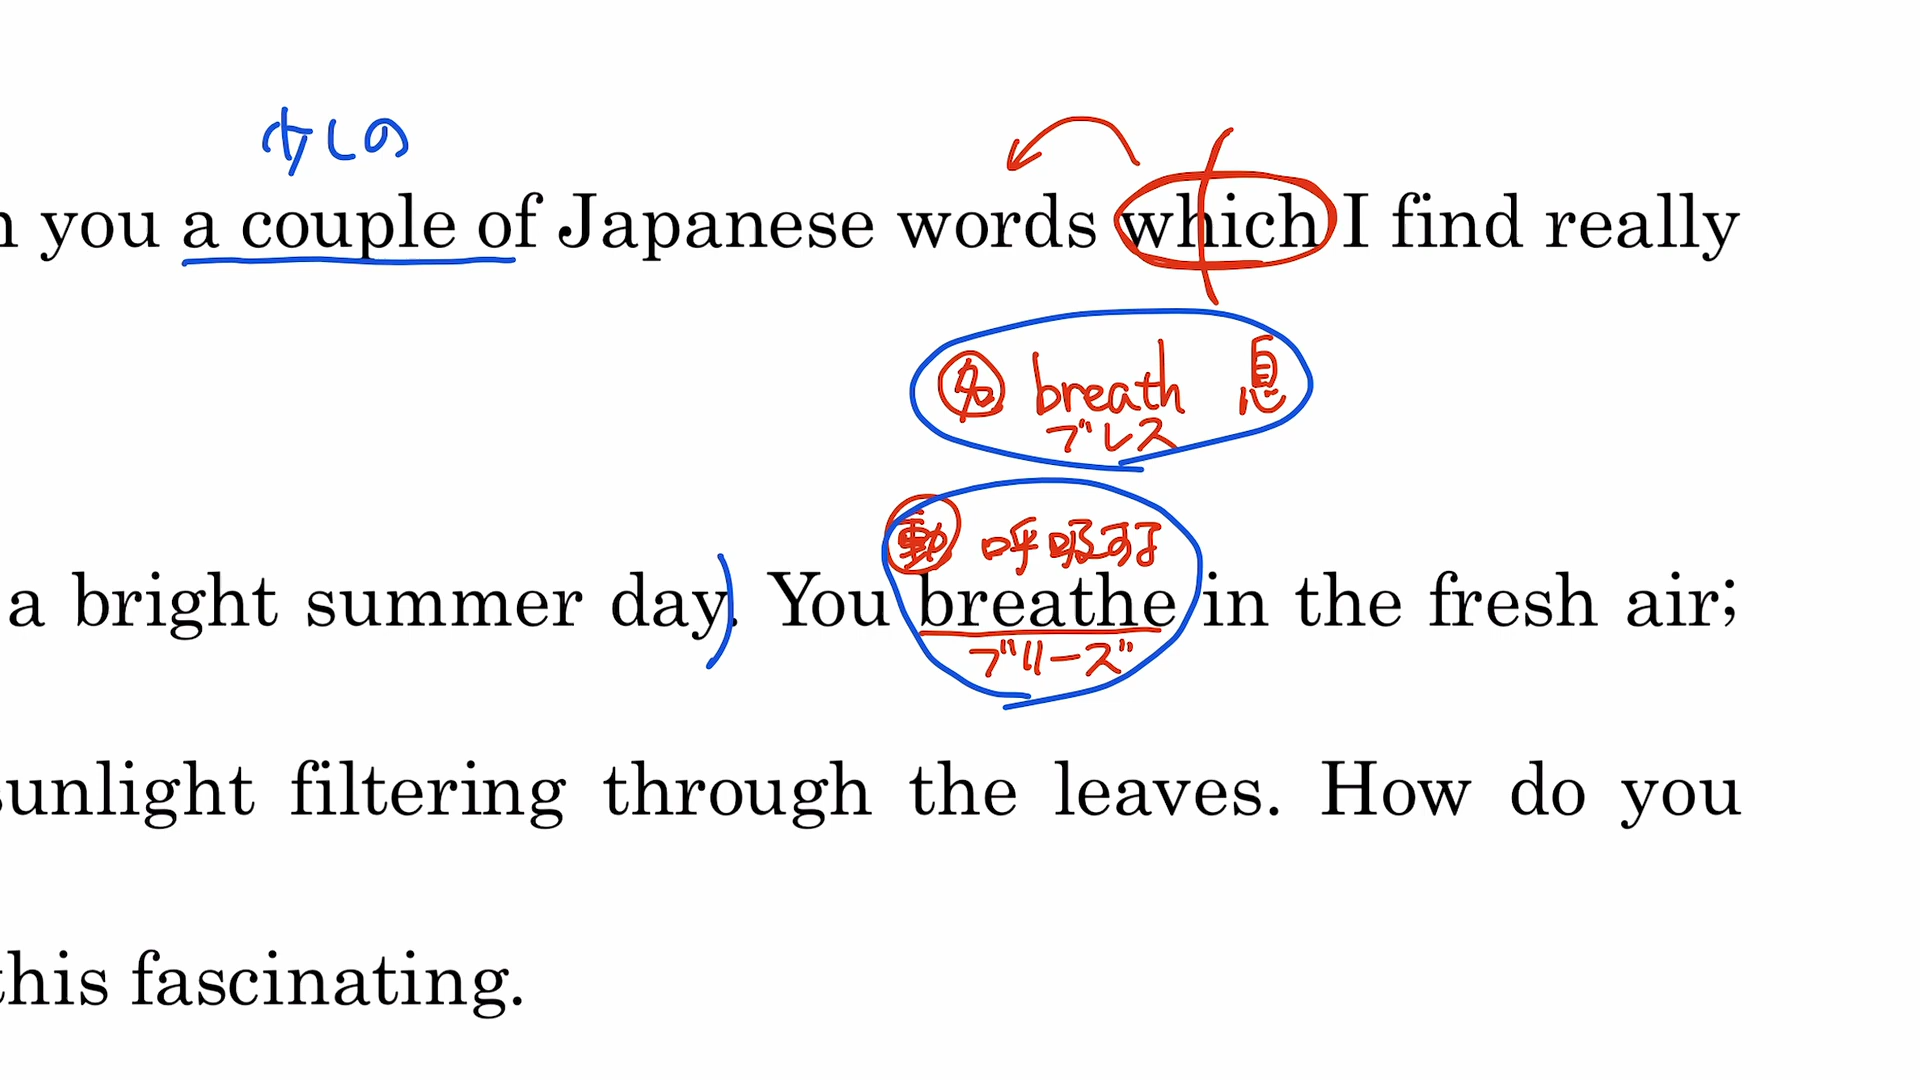 少しの
you a couple of Japanese words which I find really
名 breath 息
ブレス
動 呼吸する
a bright summer day. You breathe in the fresh air;
ブリーズ
sunlight filtering through the leaves. How do you
this fascinating.